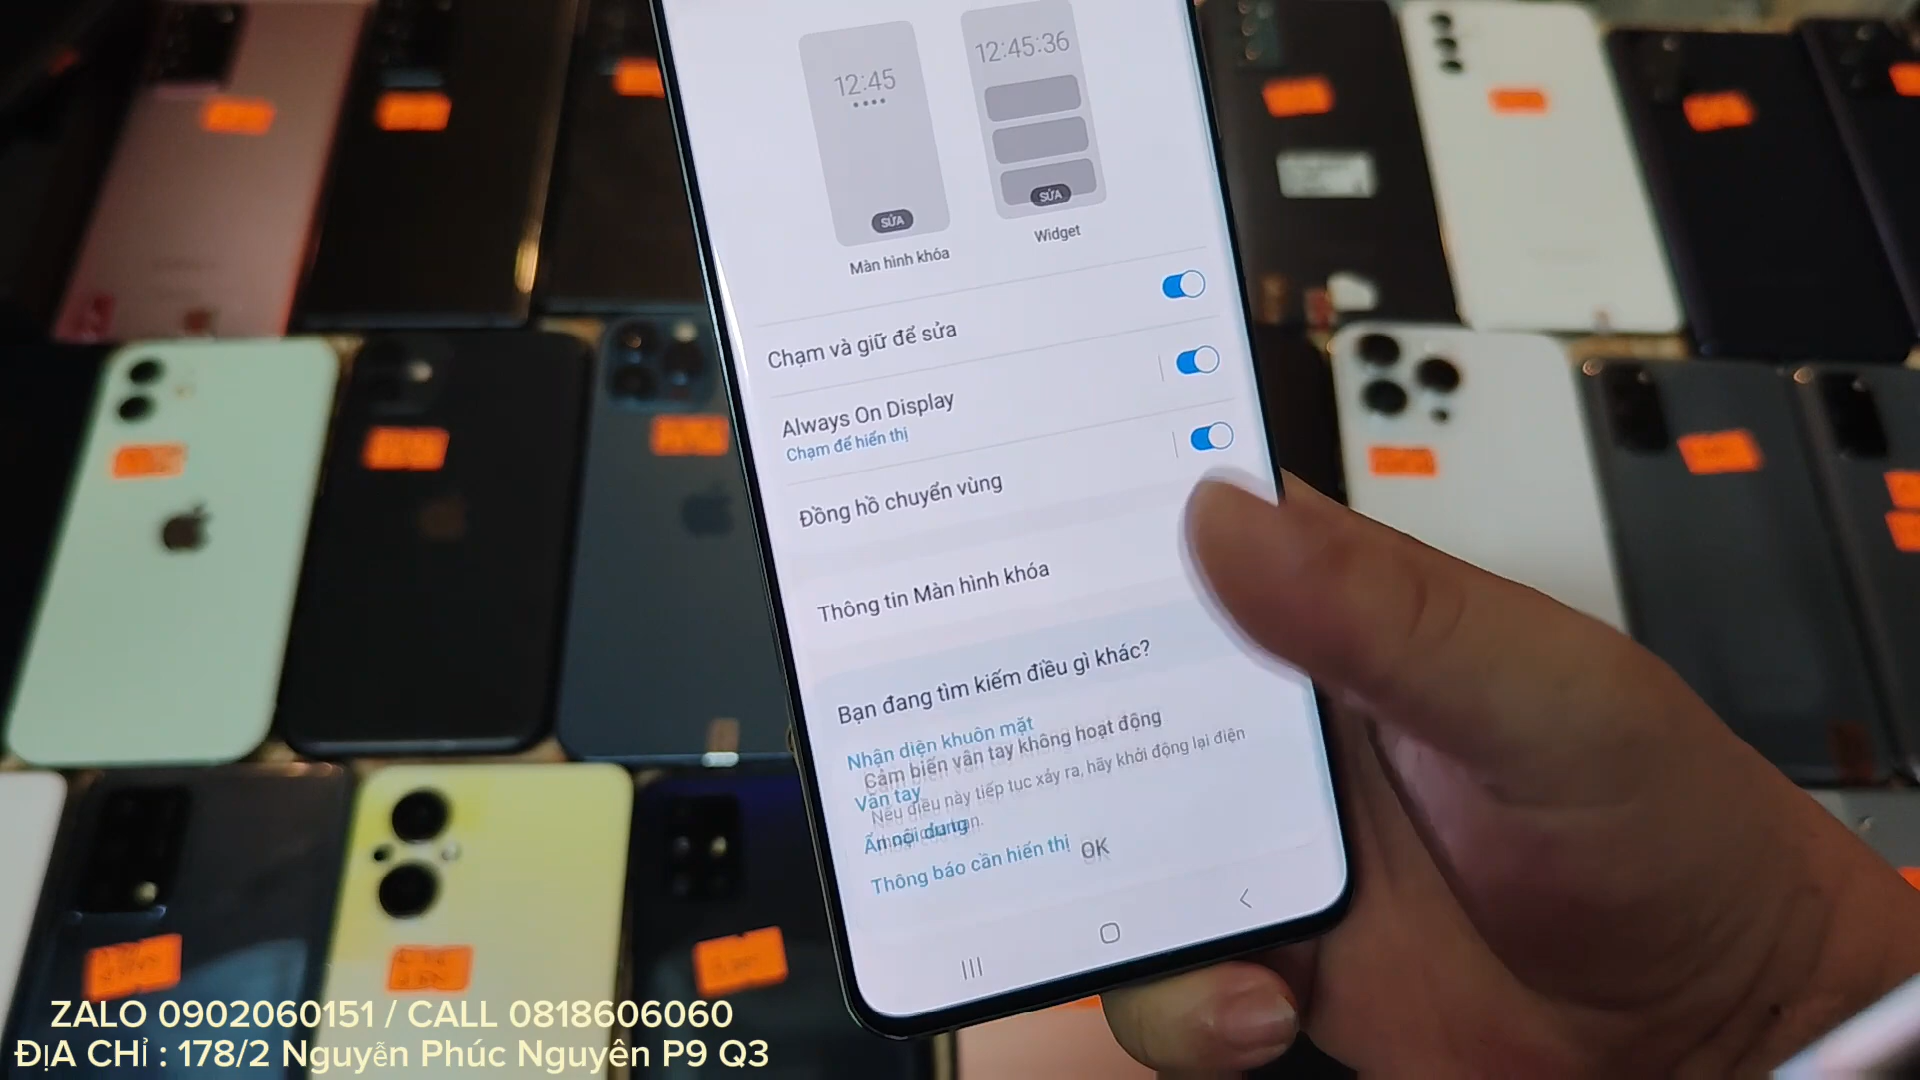 12:45
12:45:36
SỬA
SỬA
Màn hình khóa
Widget
Chạm và giữ để sửa
Always On Display
Chạm để hiển thị
Đồng hồ chuyển vùng
Thông tin Màn hình khóa
Bạn đang tìm kiếm điều gì khác?
Nhận diện khuôn mặt
Cảm biến vân tay không hoạt động
Vân tay
Nếu điều này tiếp tục xảy ra, hãy khởi động lại điện
Ẩn nội dung
Thông báo cần hiển thị
OK
ZALO 0902060151 / CALL 0818606060
ĐỊA CHỈ : 178/2 Nguyễn Phúc Nguyên P9 Q3